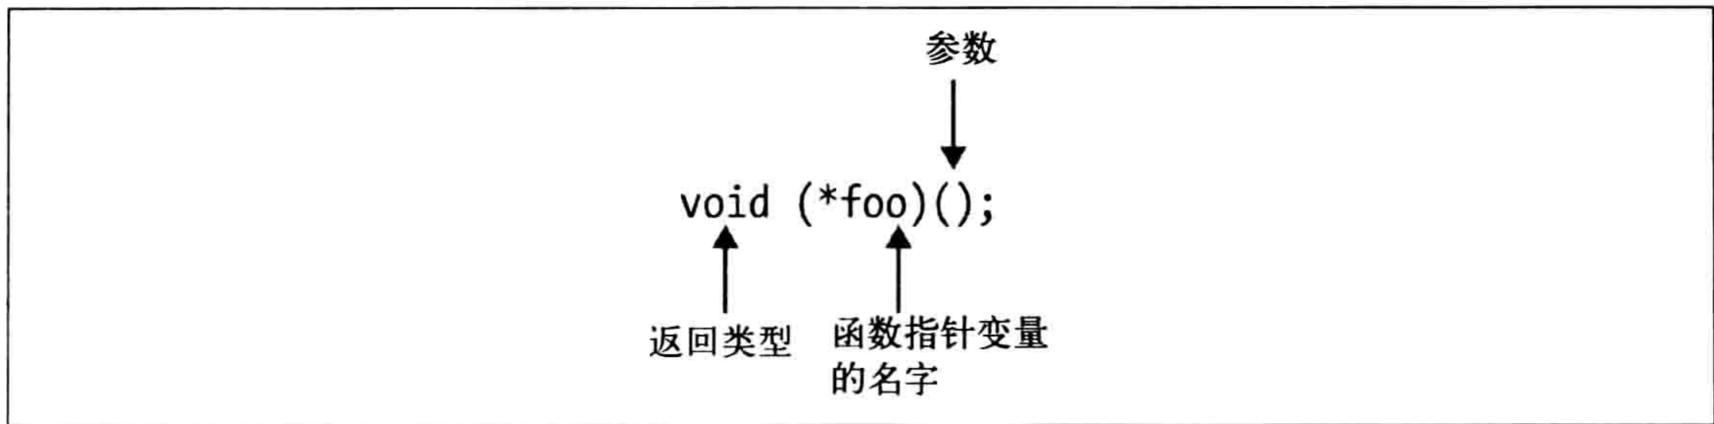 参数
void (*foo)();
返回类型
函数指针变量
的名字